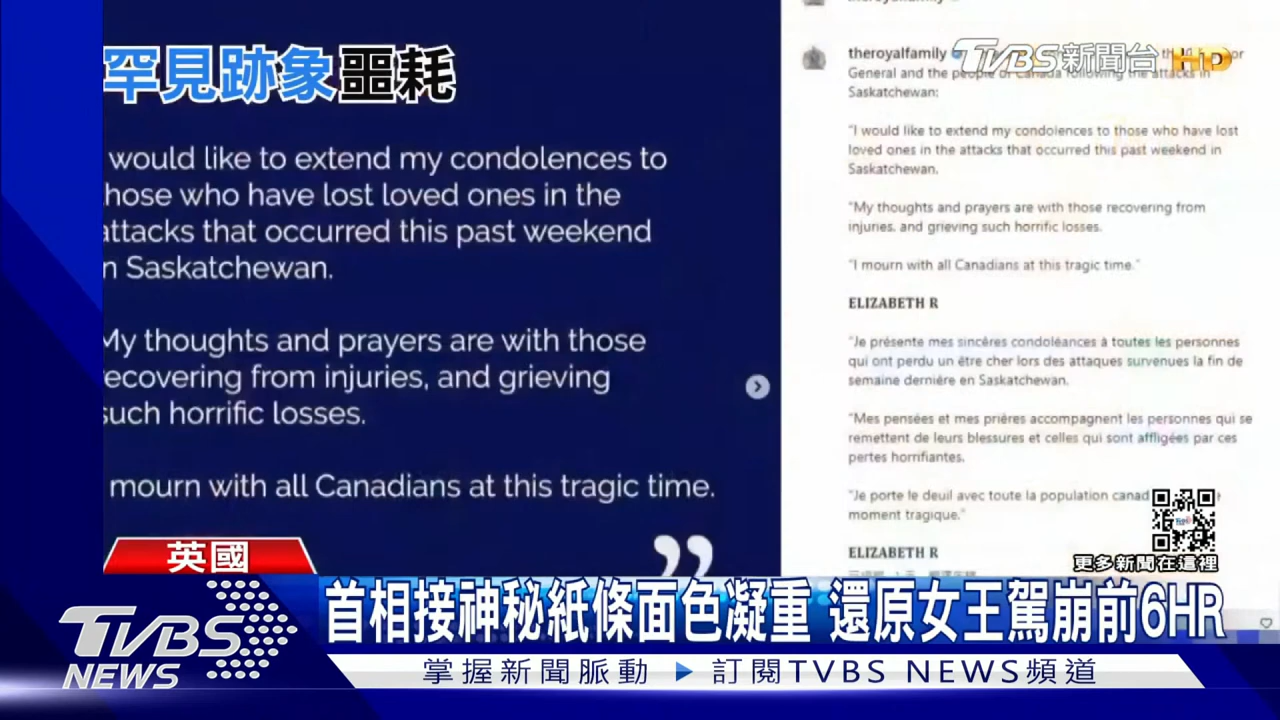 罕見跡象噩耗
would like to extend my condolences to
hose who have lost loved ones in the
attacks that occurred this past weekend
n Saskatchewan.
My thoughts and prayers are with those
ecovering from injuries, and grieving
such horrific losses.
mourn with all Canadians at this tragic time.
”
theroyalfamily
TVBS新聞台 HD
General and the people of Canada following the attacks in
Saskatchewan:
"I would like to extend my condolences to those who have lost
loved ones in the attacks that occurred this past weekend in
Saskatchewan.
"My thoughts and prayers are with those recovering from
injuries, and grieving such horrific losses.
"I mourn with all Canadians at this tragic time."
ELIZABETH R
"Je présente mes sincères condoléances à toutes les personnes
qui ont perdu un être cher lors des attaques survenues la fin de
semaine dernière en Saskatchewan.
"Mes pensées et mes prières accompagnent les personnes qui se
remettent de leurs blessures et celles qui sont affligées par ces
pertes horrifiantes.
"Je porte le deuil avec toute la population canad
moment tragique."
ELIZABETH R
更多新聞在這裡
英國
首相接神秘紙條面色凝重 還原女王駕崩前6HR
TVBS NEWS
掌握新聞脈動 ▶ 訂閱TVBS NEWS頻道